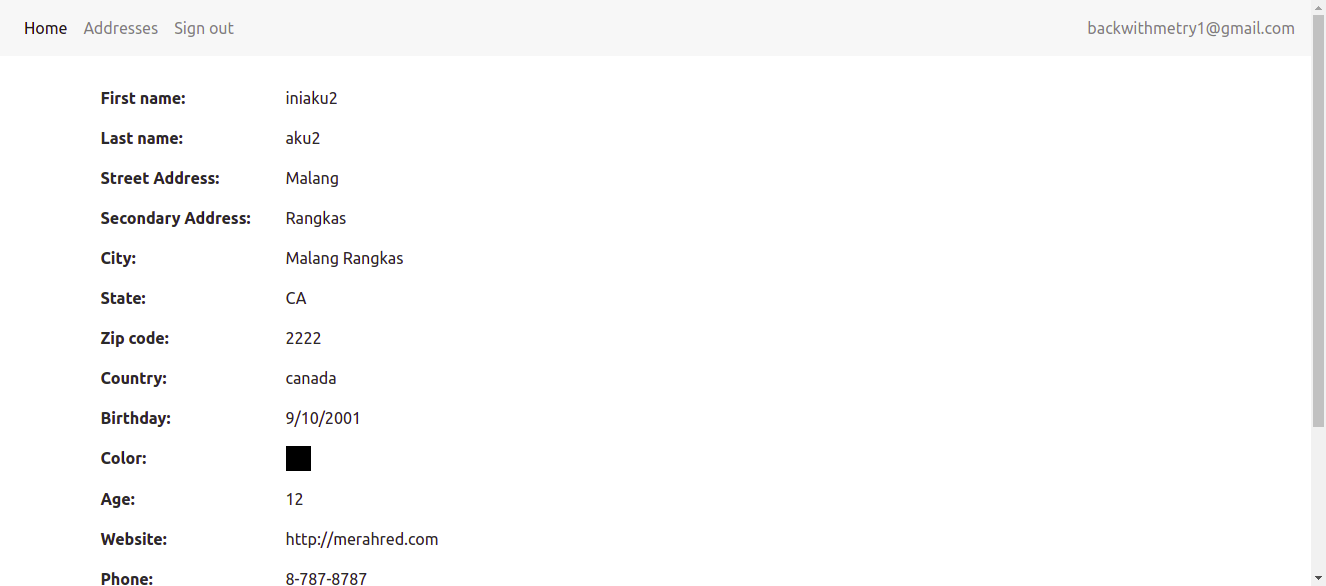 Home Addresses Sign out backwithmetry1@gmail.com
First name: iniaku2
Last name: aku2
Street Address: Malang
Secondary Address: Rangkas
City: Malang Rangkas
State: CA
Zip code: 2222
Country: canada
Birthday: 9/10/2001
Color:
Age: 12
Website: http://merahred.com
Phone: 8-787-8787